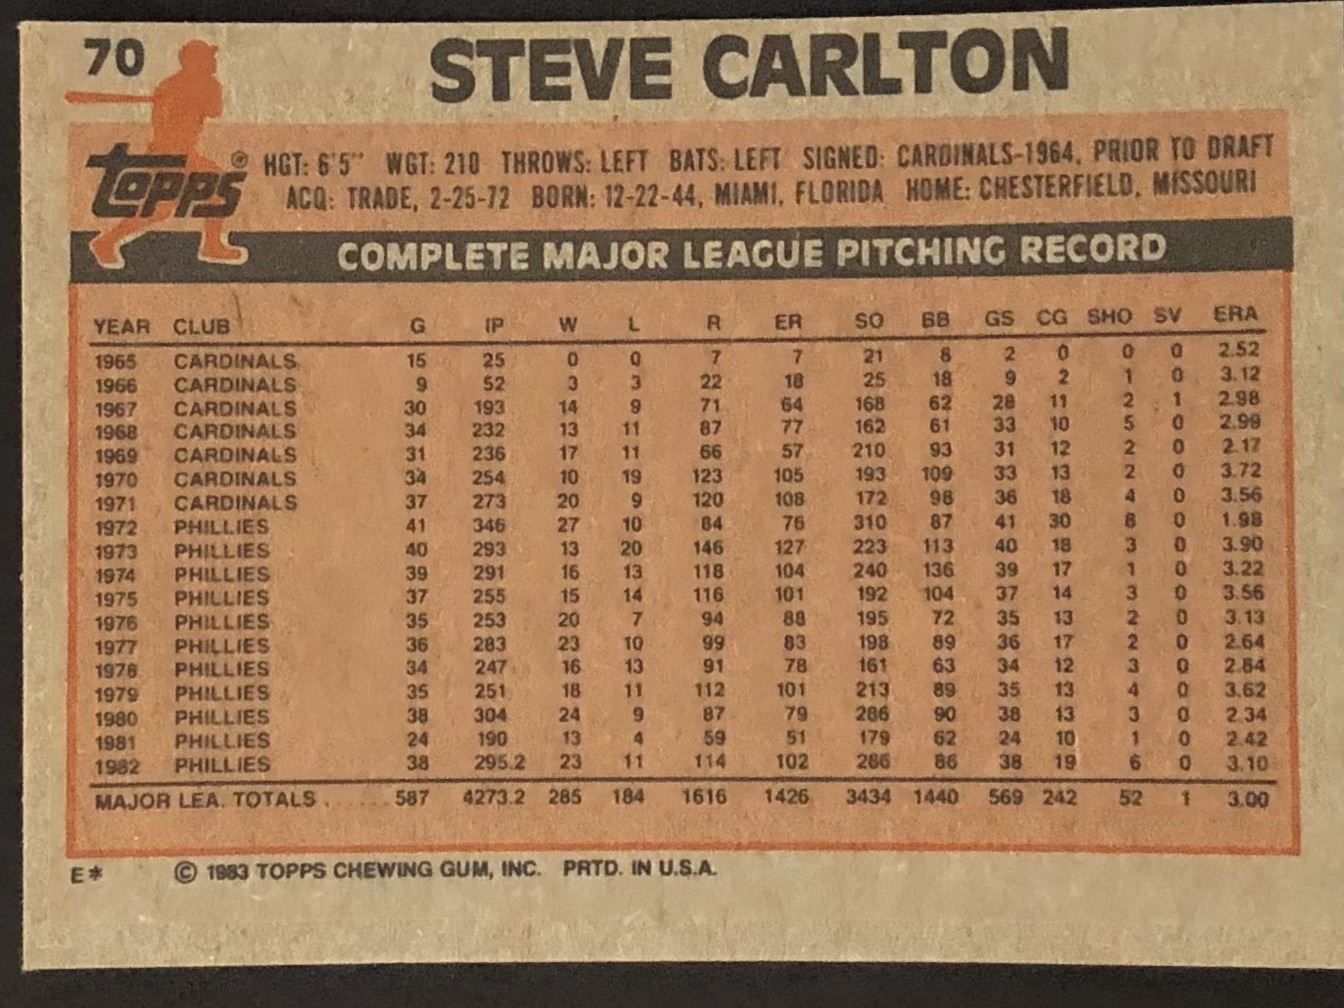 70
STEVE CARLTON
TOPPS® HGT: 6'5" WGT: 210 THROWS: LEFT BATS: LEFT SIGNED: CARDINALS-1964, PRIOR TO DRAFT
ACQ: TRADE, 2-25-72 BORN: 12-22-44, MIAMI, FLORIDA HOME: CHESTERFIELD, MISSOURI
COMPLETE MAJOR LEAGUE PITCHING RECORD
YEAR CLUB G IP W L R ER SO BB GS CG SHO SV ERA
1965 CARDINALS 15 25 0 0 7 7 21 8 2 0 0 0 2.52
1966 CARDINALS 9 52 3 3 22 18 25 18 9 2 1 0 3.12
1967 CARDINALS 30 193 14 9 71 64 168 62 28 11 2 1 2.98
1968 CARDINALS 34 232 13 11 87 77 162 61 33 10 5 0 2.99
1969 CARDINALS 31 236 17 11 66 57 210 93 31 12 2 0 2.17
1970 CARDINALS 34 254 10 19 123 105 193 109 33 13 2 0 3.72
1971 CARDINALS 37 273 20 9 120 108 172 98 36 18 4 0 3.56
1972 PHILLIES 41 346 27 10 84 76 310 87 41 30 8 0 1.98
1973 PHILLIES 40 293 13 20 146 127 223 113 40 18 3 0 3.90
1974 PHILLIES 39 291 16 13 118 104 240 136 39 17 1 0 3.22
1975 PHILLIES 37 255 15 14 116 101 192 104 37 14 3 0 3.56
1976 PHILLIES 35 253 20 7 94 88 195 72 35 13 2 0 3.13
1977 PHILLIES 36 283 23 10 99 83 198 89 36 17 2 0 2.64
1978 PHILLIES 34 247 16 13 91 78 161 63 34 12 3 0 2.84
1979 PHILLIES 35 251 18 11 112 101 213 89 35 13 4 0 3.62
1980 PHILLIES 38 304 24 9 87 79 286 90 38 13 3 0 2.34
1981 PHILLIES 24 190 13 4 59 51 179 62 24 10 1 0 2.42
1982 PHILLIES 38 295.2 23 11 114 102 286 86 38 19 6 0 3.10
MAJOR LEA. TOTALS 587 4273.2 285 184 1616 1426 3434 1440 569 242 52 1 3.00
E* © 1983 TOPPS CHEWING GUM, INC. PRTD. IN U.S.A.